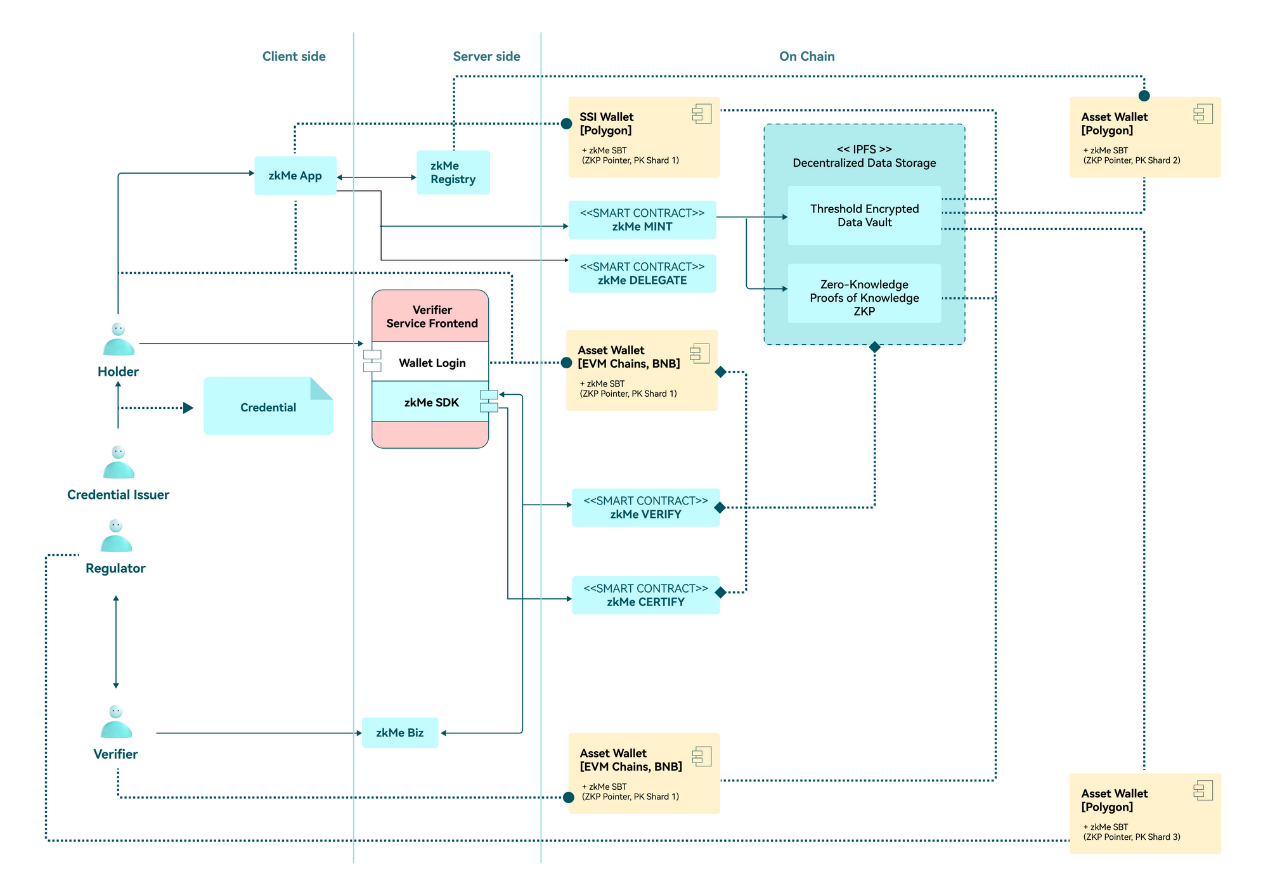 Client side
Server side
On Chain
SSI Wallet
[Polygon]
+ zkMe SBT
(ZKP Pointer, PK Shard 1)
Asset Wallet
[Polygon]
+ zkMe SBT
(ZKP Pointer, PK Shard 2)
<< IPFS >>
Decentralized Data Storage
zkMe App
zkMe
Registry
Threshold Encrypted
Data Vault
<<SMART CONTRACT>>
zkMe MINT
<<SMART CONTRACT>>
zkMe DELEGATE
Zero-Knowledge
Proofs of Knowledge
ZKP
Verifier
Service Frontend
Wallet Login
zkMe SDK
Asset Wallet
[EVM Chains, BNB]
+ zkMe SBT
(ZKP Pointer, PK Shard 1)
Holder
Credential
Credential Issuer
<<SMART CONTRACT>>
zkMe VERIFY
Regulator
<<SMART CONTRACT>>
zkMe CERTIFY
zkMe Biz
Verifier
Asset Wallet
[EVM Chains, BNB]
+ zkMe SBT
(ZKP Pointer, PK Shard 1)
Asset Wallet
[Polygon]
+ zkMe SBT
(ZKP Pointer, PK Shard 3)